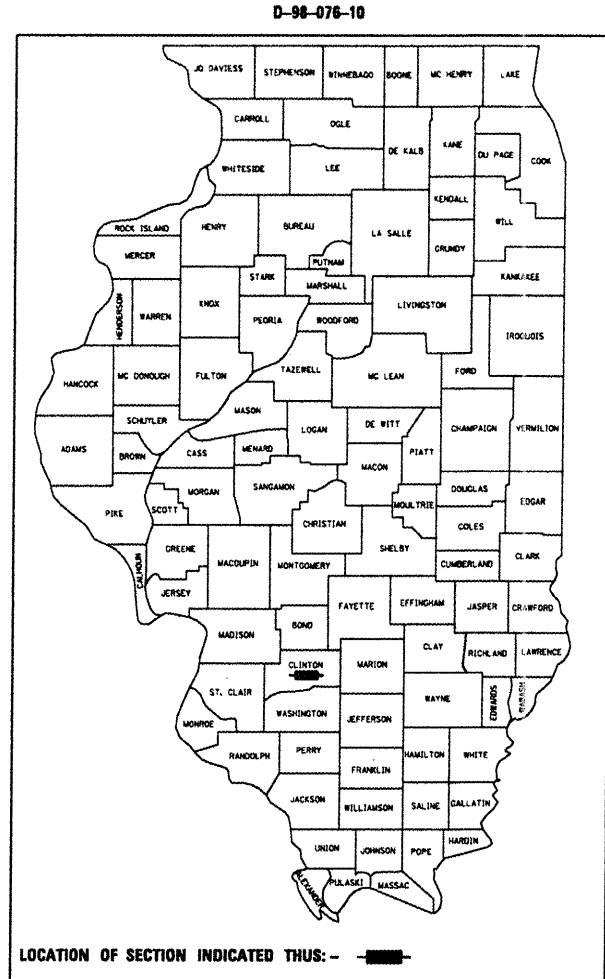 D-98-076-10
JO DAVIESS STEPHENSON WINNEBAGO BOONE MC HENRY LAKE
CARROLL OGLE
DE KALB KANE DU PAGE COOK
WHITESIDE LEE
KENDALL WILL
ROCK ISLAND HENRY BUREAU LA SALLE
MERCER GRUNDY
PUTNAM
STARK MARSHALL KANKAKEE
HENDERSON WARREN KNOX PEORIA WOODFORD LIVINGSTON
IROQUOIS
HANCOCK MC DONOUGH FULTON TAZEWELL MC LEAN FORD
SCHUYLER MASON LOGAN DE WITT CHAMPAIGN VERMILION
ADAMS BROWN CASS MENARD MACON PIATT
PIKE SCOTT MORGAN SANGAMON CHRISTIAN MOULTRIE DOUGLAS EDGAR
COLES
CALHOUN GREENE MACOUPIN MONTGOMERY SHELBY CUMBERLAND CLARK
JERSEY FAYETTE EFFINGHAM JASPER CRAWFORD
MADISON BOND
CLINTON MARION CLAY RICHLAND LAWRENCE
ST. CLAIR WAYNE EDWARDS WABASH
MONROE WASHINGTON JEFFERSON
RANDOLPH PERRY HAMILTON WHITE
FRANKLIN
JACKSON WILLIAMSON SALINE GALLATIN
UNION JOHNSON POPE HARDIN
ALEXANDER PULASKI MASSAC
LOCATION OF SECTION INDICATED THUS: -